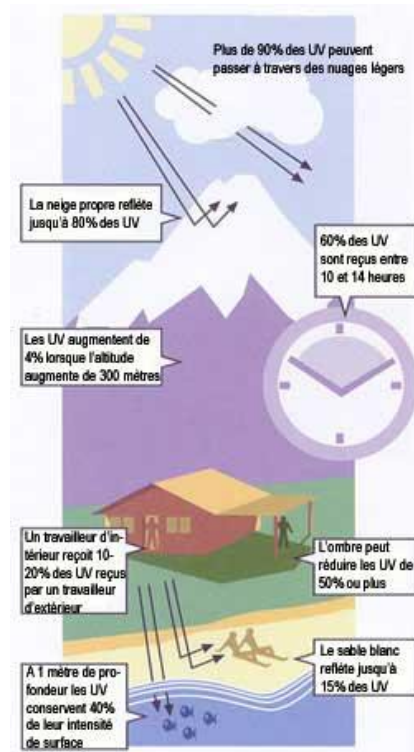 Plus de 90% des UV peuvent
passer à travers des nuages légers
La neige propre reflète
jusqu'à 80% des UV
60% des UV
sont reçus entre
10 et 14 heures
Les UV augmentent de
4% lorsque l'altitude
augmente de 300 mètres
Un travailleur d'in-
térieur reçoit 10-
20% des UV reçus
par un travailleur
d'extérieur
L'ombre peut
réduire les UV de
50% ou plus
Le sable blanc
reflète jusqu'à
15% des UV
A 1 mètre de pro-
fondeur les UV
conservent 40%
de leur intensité
de surface